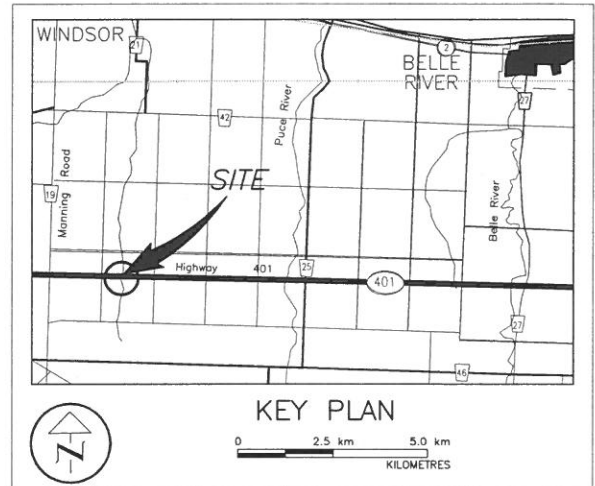 WINDSOR
21
2
BELLE
RIVER
27
42
Puce River
SITE
19
Manning Road
Belle River
Highway 401
25
401
27
46
KEY PLAN
N
0 2.5 km 5.0 km
KILOMETRES